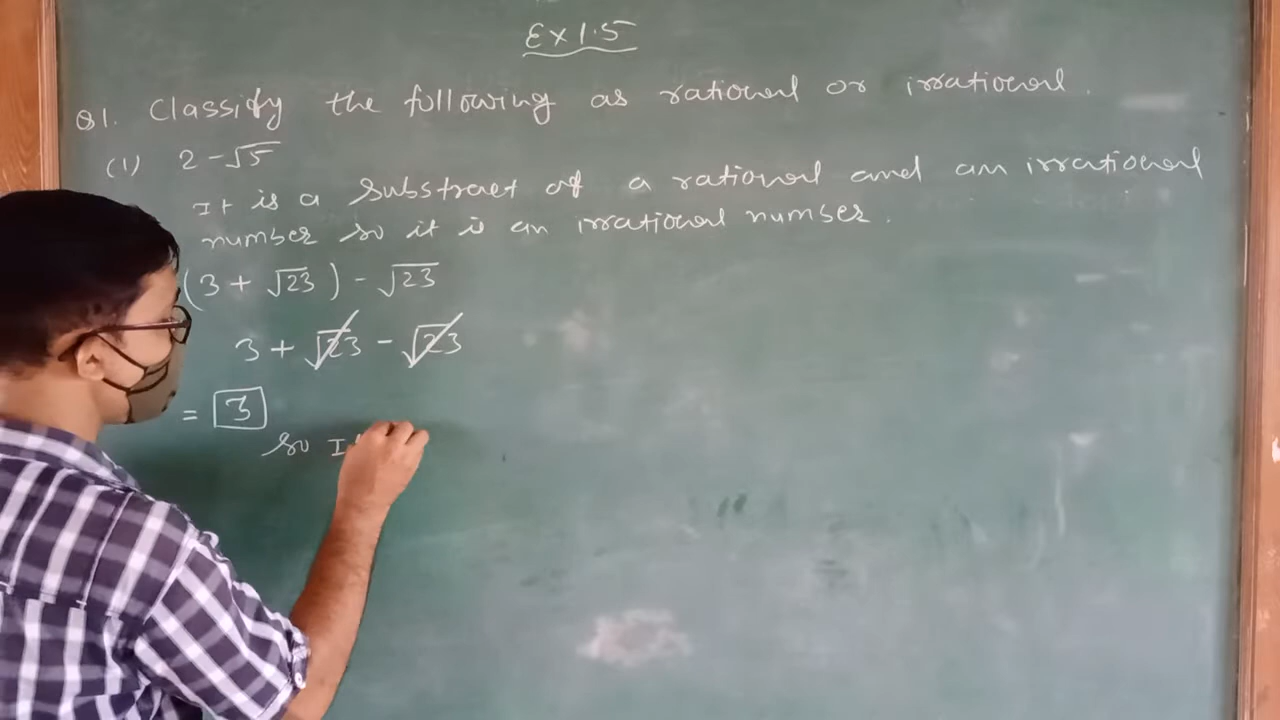 Ex 1.5
Q1. Classify the following as rational or irrational.
(1) 2 - √5
It is a substract of a rational and an irrational
number so it is an irrational number.
(3 + √23) - √23
3 + √23 - √23
= 3
So It